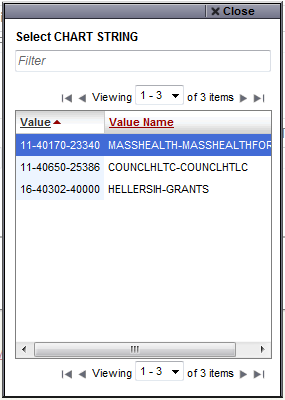 Close
Select CHART STRING
Filter
Viewing 1 - 3 of 3 items
Value Value Name
11-40170-23340 MASSHEALTH-MASSHEALTHFOR
11-40650-25386 COUNCLHLTC-COUNCLHTLC
16-40302-40000 HELLERSIH-GRANTS
Viewing 1 - 3 of 3 items